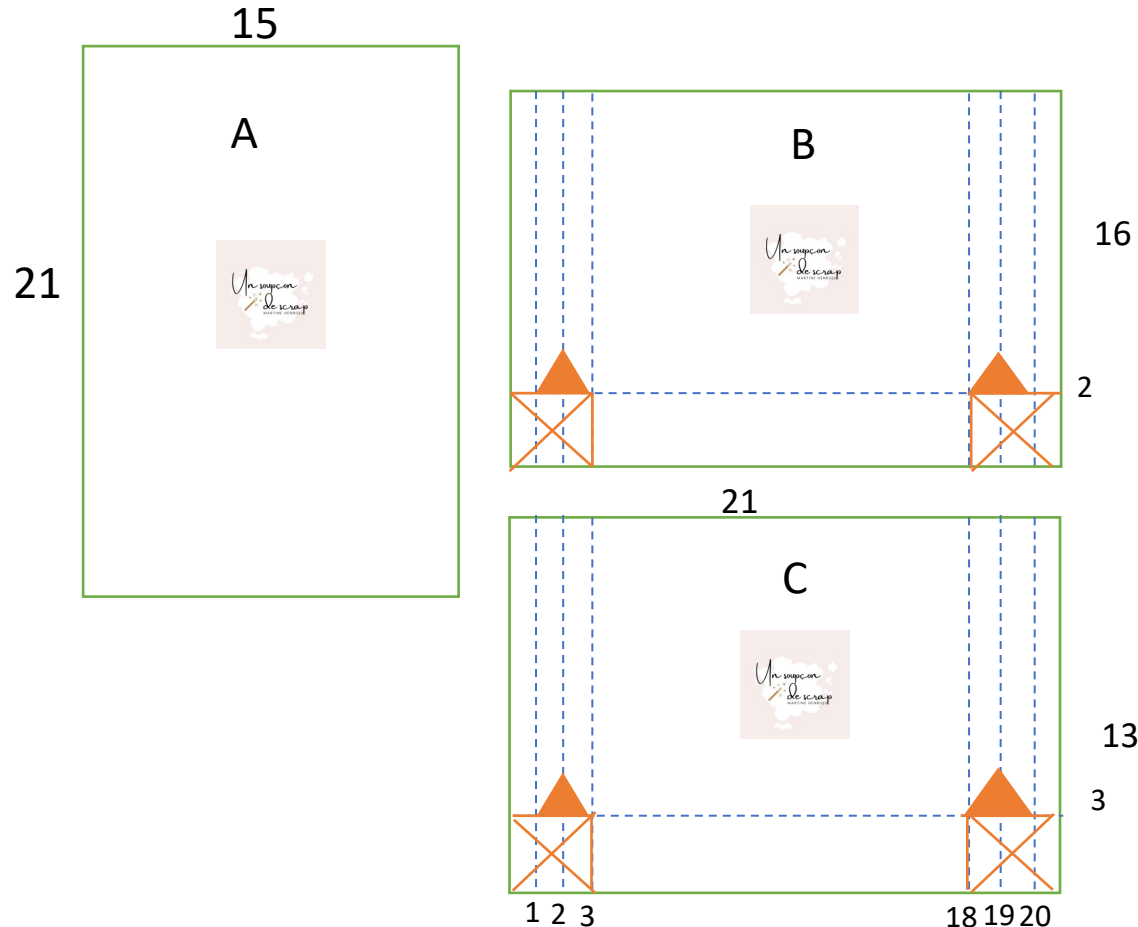 15
A
21
Un soupçon
de scrap
MARTINE HENRIQUE
B
16
Un soupçon
de scrap
MARTINE HENRIQUE
2
21
C
Un soupçon
de scrap
MARTINE HENRIQUE
13
3
1 2 3 18 19 20